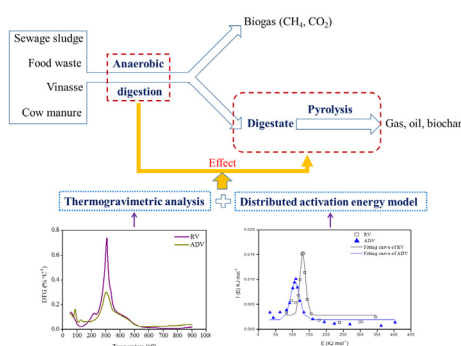 Biogas (CH4, CO2)
Sewage sludge
Food waste
Vinasse
Cow manure
Anaerobic
digestion
Pyrolysis
Digestate
Gas, oil, biochar
Effect
Thermogravimetric analysis
Distributed activation energy model
RV
ADV
DTG (% °C-1)
0.8
0.6
0.4
0.2
0.0
0 100 200 300 400 500 600 700 800 900 1000
RV
ADV
Fitting curve of RV
Fitting curve of ADV
f (E) KJ mol-1
0.020
0.015
0.010
0.005
0.000
0 50 100 150 200 250 300 350 400 450
E (KJ mol-1)